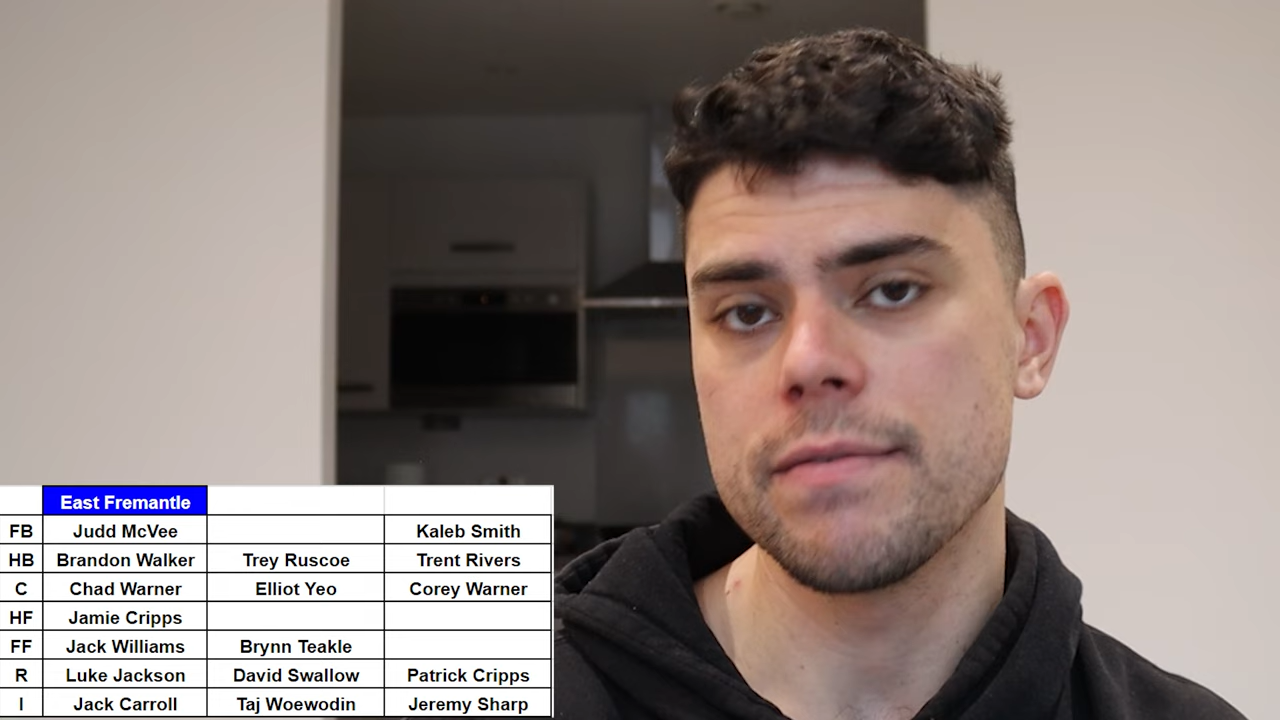 East Fremantle
FB Judd McVee Kaleb Smith
HB Brandon Walker Trey Ruscoe Trent Rivers
C Chad Warner Elliot Yeo Corey Warner
HF Jamie Cripps
FF Jack Williams Brynn Teakle
R Luke Jackson David Swallow Patrick Cripps
I Jack Carroll Taj Woewodin Jeremy Sharp